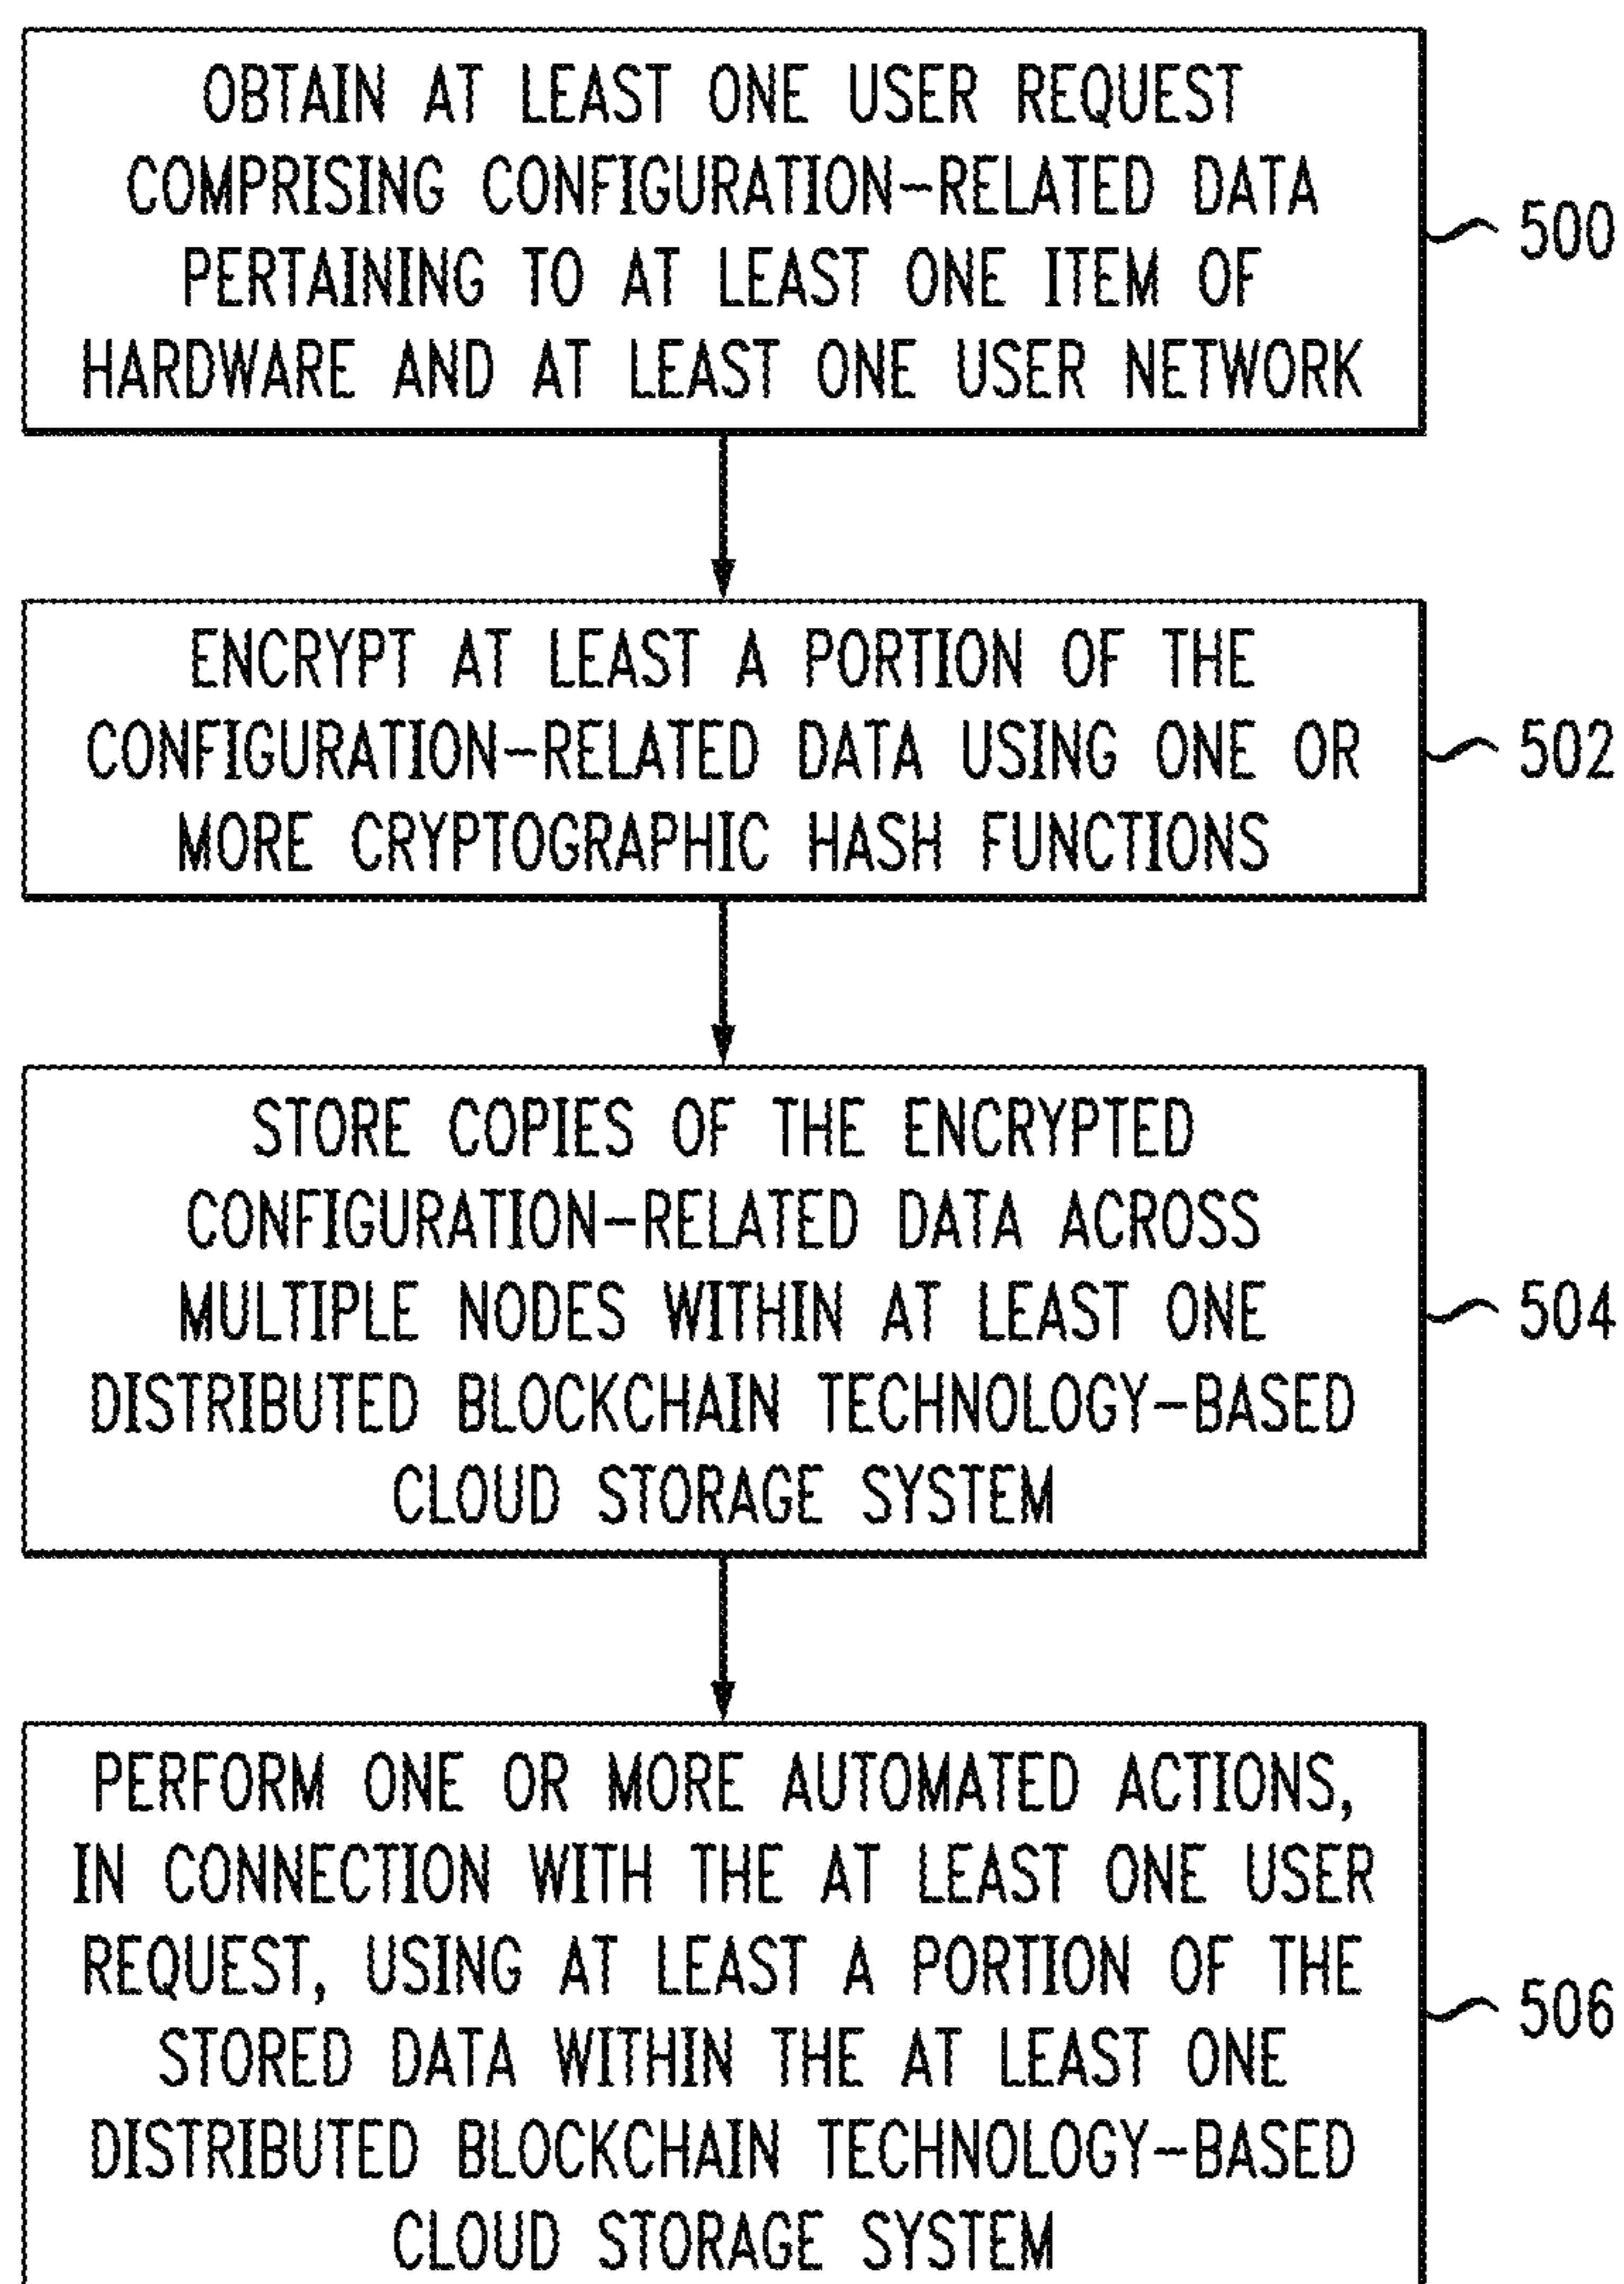 OBTAIN AT LEAST ONE USER REQUEST
COMPRISING CONFIGURATION-RELATED DATA
PERTAINING TO AT LEAST ONE ITEM OF
HARDWARE AND AT LEAST ONE USER NETWORK
500
ENCRYPT AT LEAST A PORTION OF THE
CONFIGURATION-RELATED DATA USING ONE OR
MORE CRYPTOGRAPHIC HASH FUNCTIONS
502
STORE COPIES OF THE ENCRYPTED
CONFIGURATION-RELATED DATA ACROSS
MULTIPLE NODES WITHIN AT LEAST ONE
DISTRIBUTED BLOCKCHAIN TECHNOLOGY-BASED
CLOUD STORAGE SYSTEM
504
PERFORM ONE OR MORE AUTOMATED ACTIONS,
IN CONNECTION WITH THE AT LEAST ONE USER
REQUEST, USING AT LEAST A PORTION OF THE
STORED DATA WITHIN THE AT LEAST ONE
DISTRIBUTED BLOCKCHAIN TECHNOLOGY-BASED
CLOUD STORAGE SYSTEM
506